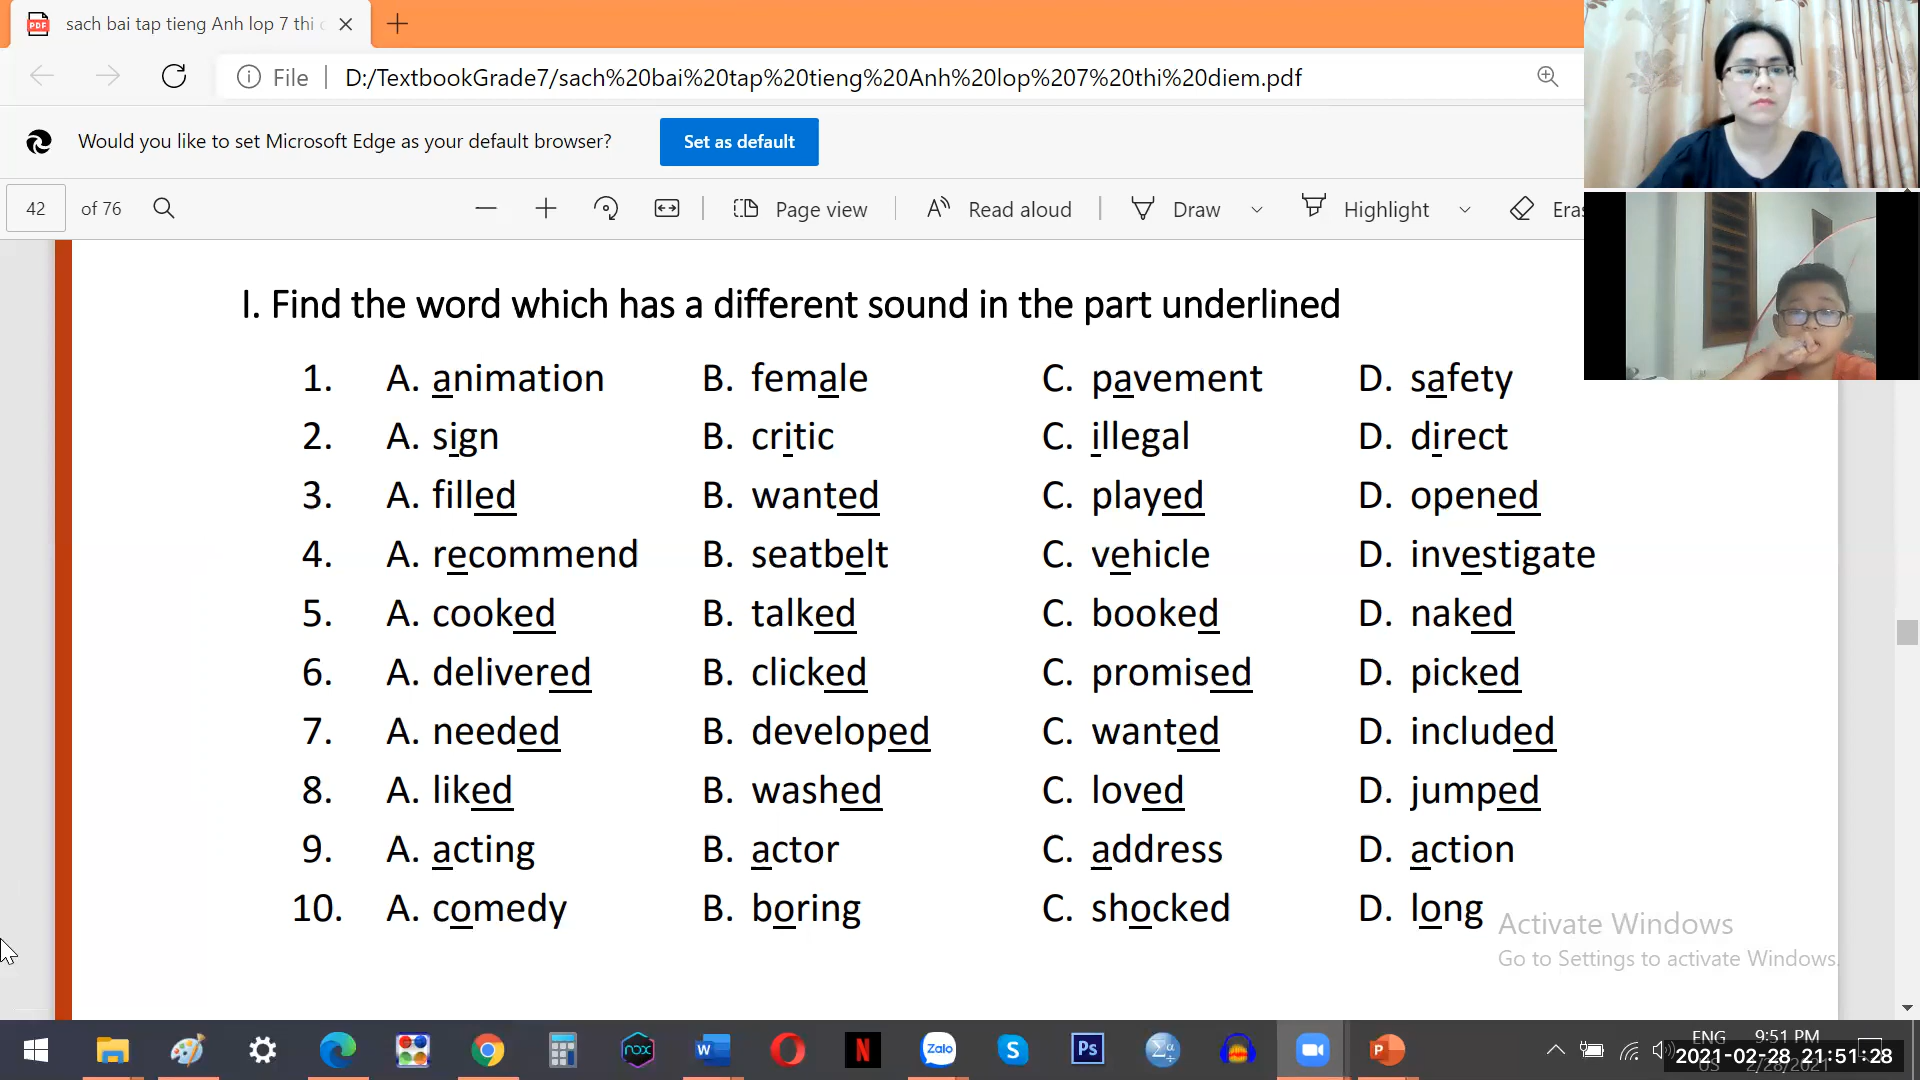 sach bai tap tieng Anh lop 7 thi
File | D:/TextbookGrade7/sach%20bai%20tap%20tieng%20Anh%20lop%207%20thi%20diem.pdf
Would you like to set Microsoft Edge as your default browser? Set as default
42 of 76 Page view Read aloud Draw Highlight Eras
I. Find the word which has a different sound in the part underlined
1. A. animation B. female C. pavement D. safety
2. A. sign B. critic C. illegal D. direct
3. A. filled B. wanted C. played D. opened
4. A. recommend B. seatbelt C. vehicle D. investigate
5. A. cooked B. talked C. booked D. naked
6. A. delivered B. clicked C. promised D. picked
7. A. needed B. developed C. wanted D. included
8. A. liked B. washed C. loved D. jumped
9. A. acting B. actor C. address D. action
10. A. comedy B. boring C. shocked D. long
Activate Windows
Go to Settings to activate Windows.
ENG 9:51 PM
2021-02-28 21:51:28